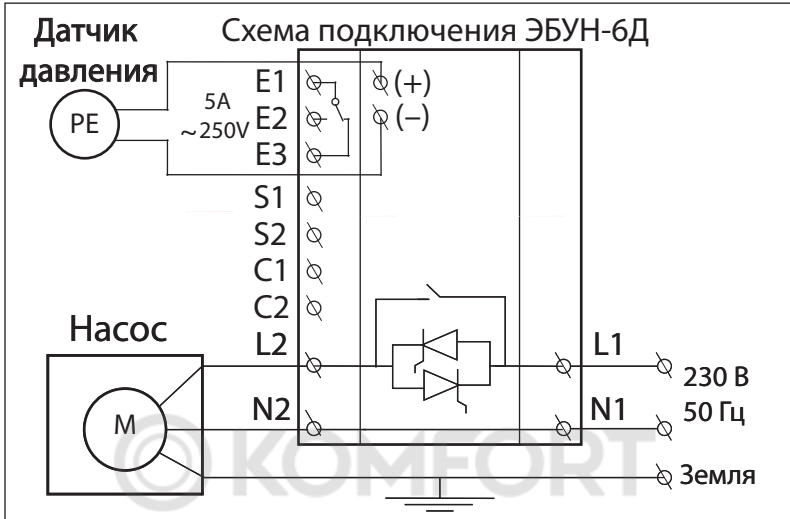 Схема подключения ЭБУН-6Д
Датчик
давления
PE
5A
~250V
E1
E2
E3
(+)
(–)
S1
S2
C1
C2
Насос
M
L2
N2
L1
N1
230 В
50 Гц
Земля
KOMFORT